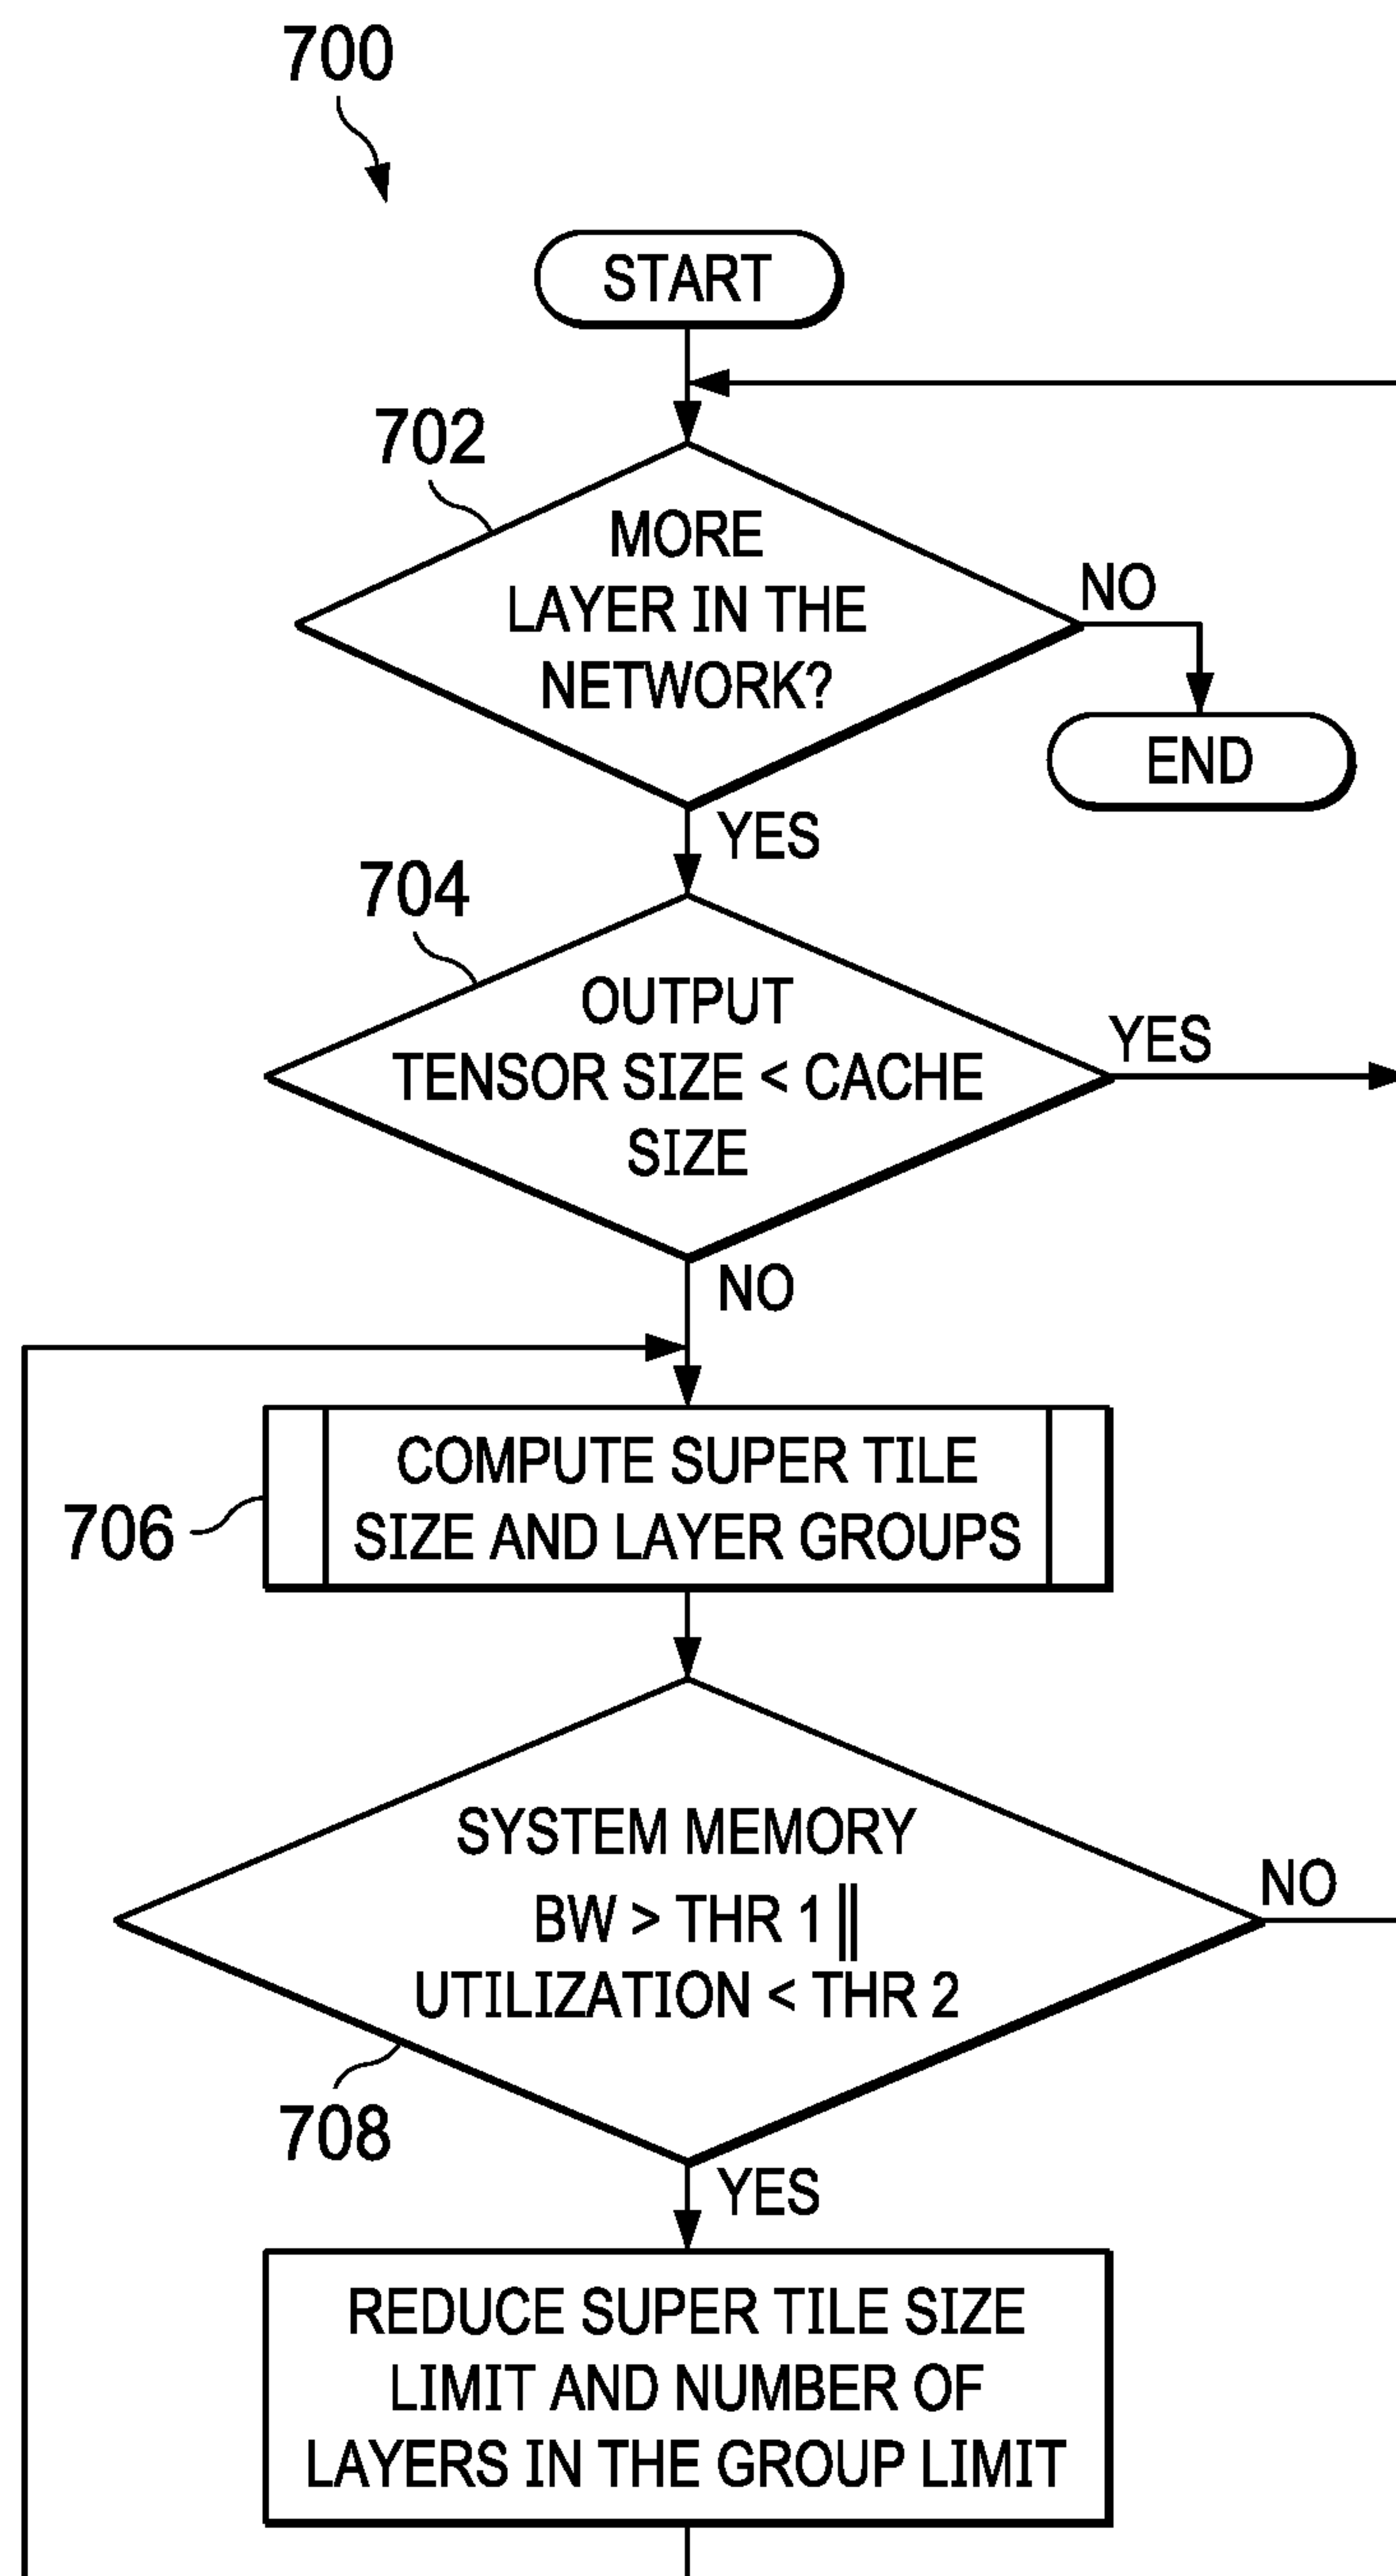 700
START
702
MORE
LAYER IN THE
NETWORK?
NO
END
YES
704
OUTPUT
TENSOR SIZE < CACHE
SIZE
YES
NO
COMPUTE SUPER TILE
SIZE AND LAYER GROUPS
706
SYSTEM MEMORY
BW > THR 1 ||
UTILIZATION < THR 2
NO
708
YES
REDUCE SUPER TILE SIZE
LIMIT AND NUMBER OF
LAYERS IN THE GROUP LIMIT